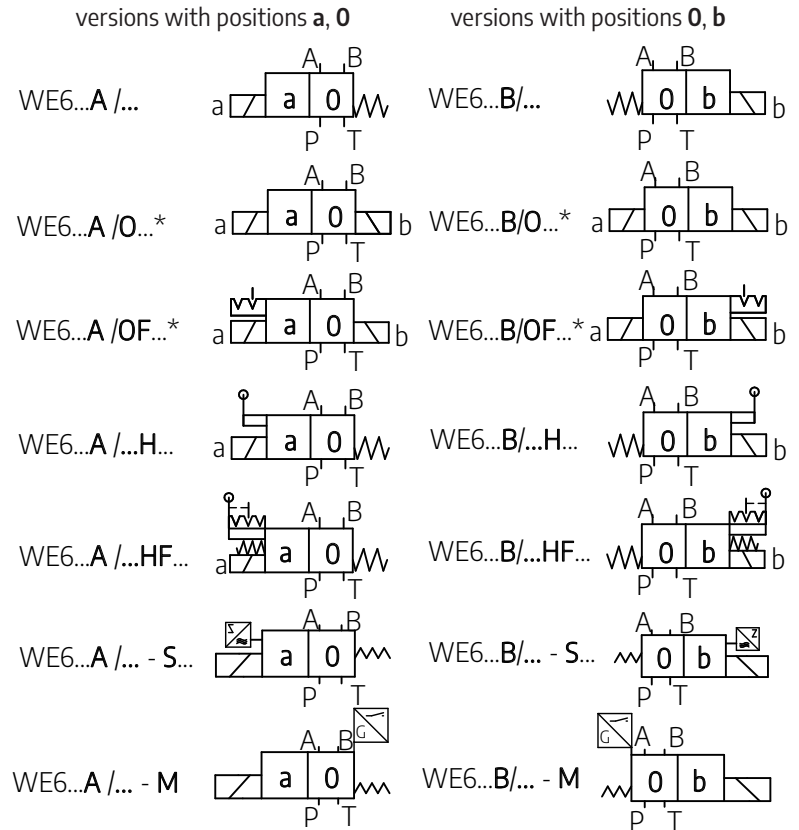 versions with positions a, 0 versions with positions 0, b
A B A B
WE6...A /... a a 0 WE6...B/... 0 b b
P T P T
A B A B
WE6...A /O...* a a 0 b WE6...B/O...* a 0 b b
P T P T
A B A B
WE6...A /OF...* a a 0 b WE6...B/OF...* a 0 b b
P T P T
A B A B
WE6...A /...H... a a 0 WE6...B/...H... 0 b b
P T P T
A B A B
WE6...A /...HF... a a 0 WE6...B/...HF... 0 b b
P T P T
A B A B
WE6...A /... - S... a 0 WE6...B/... - S... 0 b
P T P T
G G
A B A B
WE6...A /... - M a 0 WE6...B/... - M 0 b
P T P T